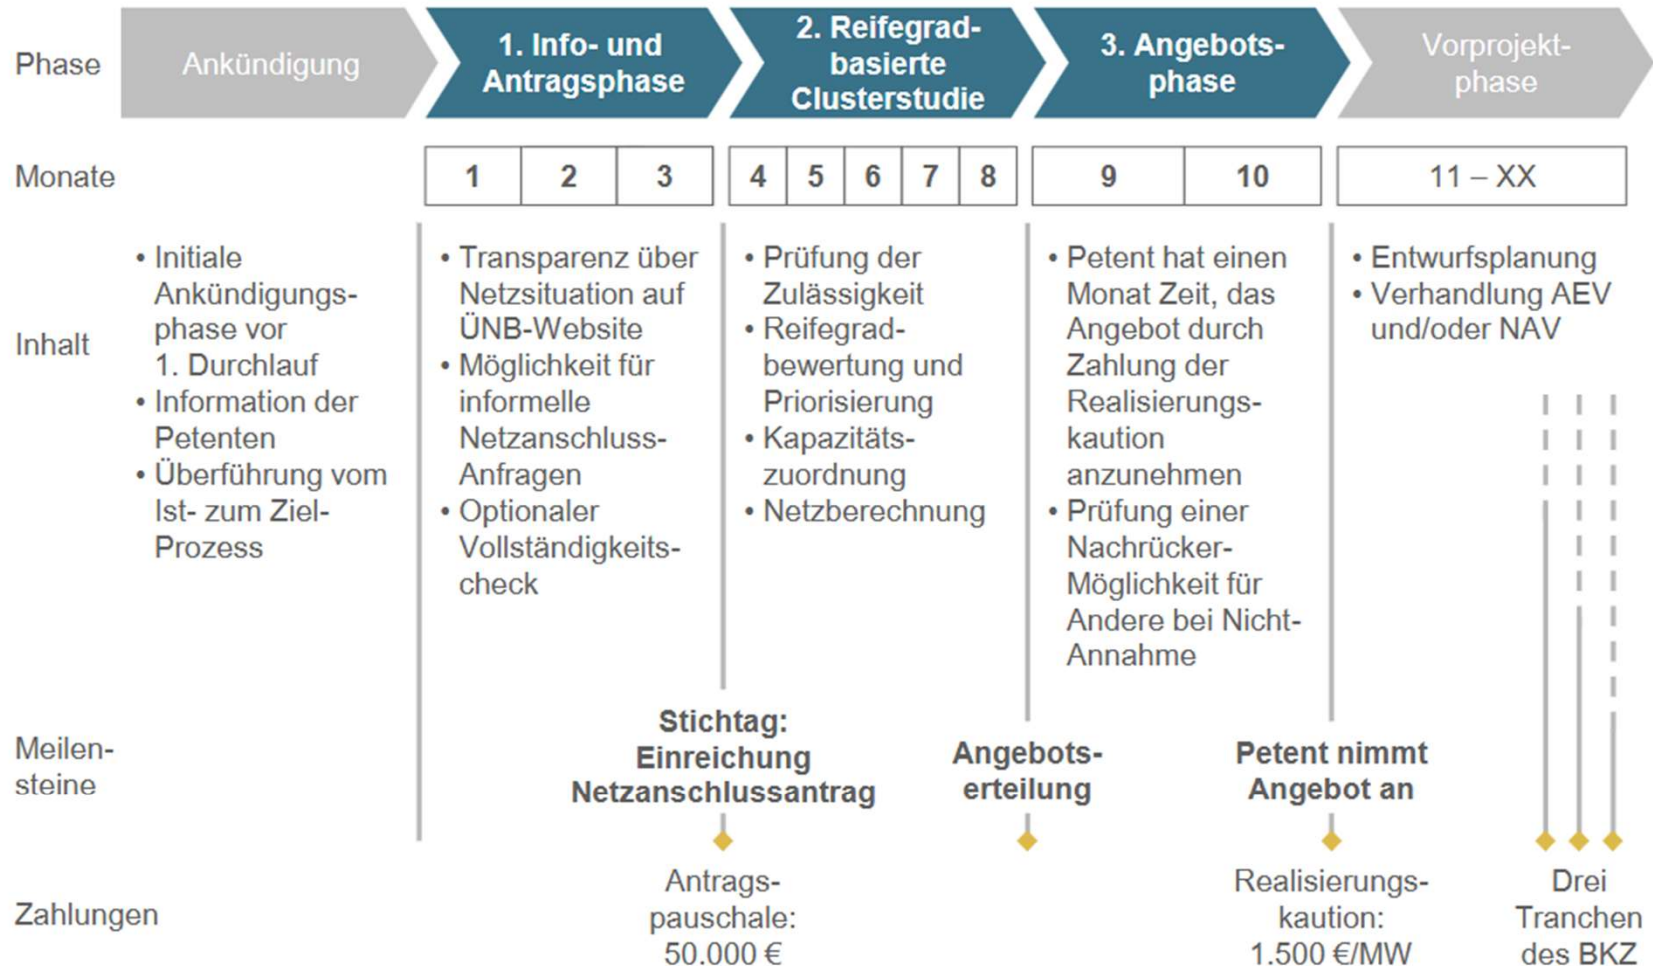 Phase
Ankündigung
1. Info- und
Antragsphase
2. Reifegrad-
basierte
Clusterstudie
3. Angebots-
phase
Vorprojekt-
phase
Monate
1
2
3
4
5
6
7
8
9
10
11 – XX
Inhalt
• Initiale
Ankündigungs-
phase vor
1. Durchlauf
• Information der
Petenten
• Überführung vom
Ist- zum Ziel-
Prozess
• Transparenz über
Netzsituation auf
ÜNB-Website
• Möglichkeit für
informelle
Netzanschluss-
Anfragen
• Optionaler
Vollständigkeits-
check
• Prüfung der
Zulässigkeit
• Reifegrad-
bewertung und
Priorisierung
• Kapazitäts-
zuordnung
• Netzberechnung
• Petent hat einen
Monat Zeit, das
Angebot durch
Zahlung der
Realisierungs-
kaution
anzunehmen
• Prüfung einer
Nachrücker-
Möglichkeit für
Andere bei Nicht-
Annahme
• Entwurfsplanung
• Verhandlung AEV
und/oder NAV
Meilen-
steine
Stichtag:
Einreichung
Netzanschlussantrag
Angebots-
erteilung
Petent nimmt
Angebot an
Zahlungen
Antrags-
pauschale:
50.000 €
Realisierungs-
kaution:
1.500 €/MW
Drei
Tranchen
des BKZ